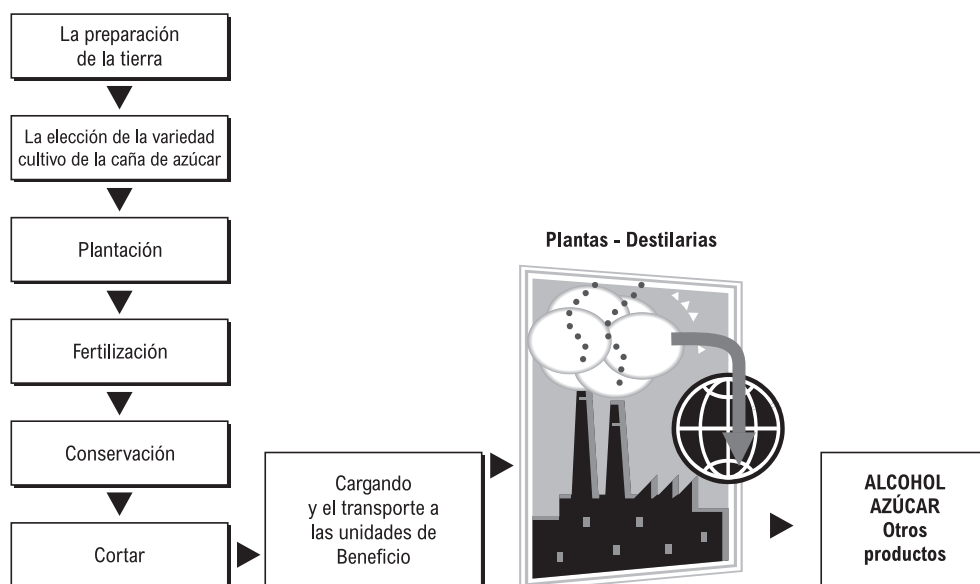 La preparación
de la tierra
La elección de la variedad
cultivo de la caña de azúcar
Plantación
Fertilización
Conservación
Cortar
Cargando
y el transporte a
las unidades de
Beneficio
Plantas - Destilarias
ALCOHOL
AZÚCAR
Otros
productos